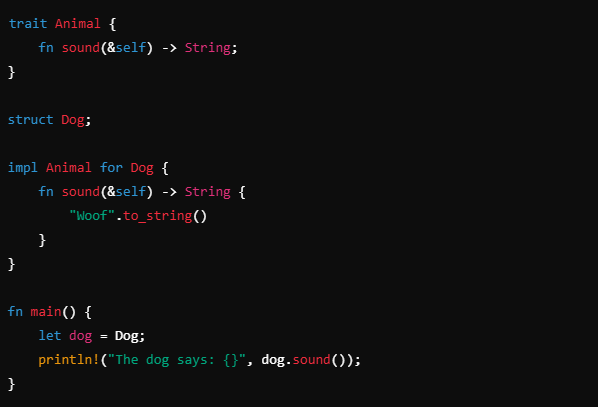 trait Animal {
    fn sound(&self) -> String;
}

struct Dog;

impl Animal for Dog {
    fn sound(&self) -> String {
        "Woof".to_string()
    }
}

fn main() {
    let dog = Dog;
    println!("The dog says: {}", dog.sound());
}